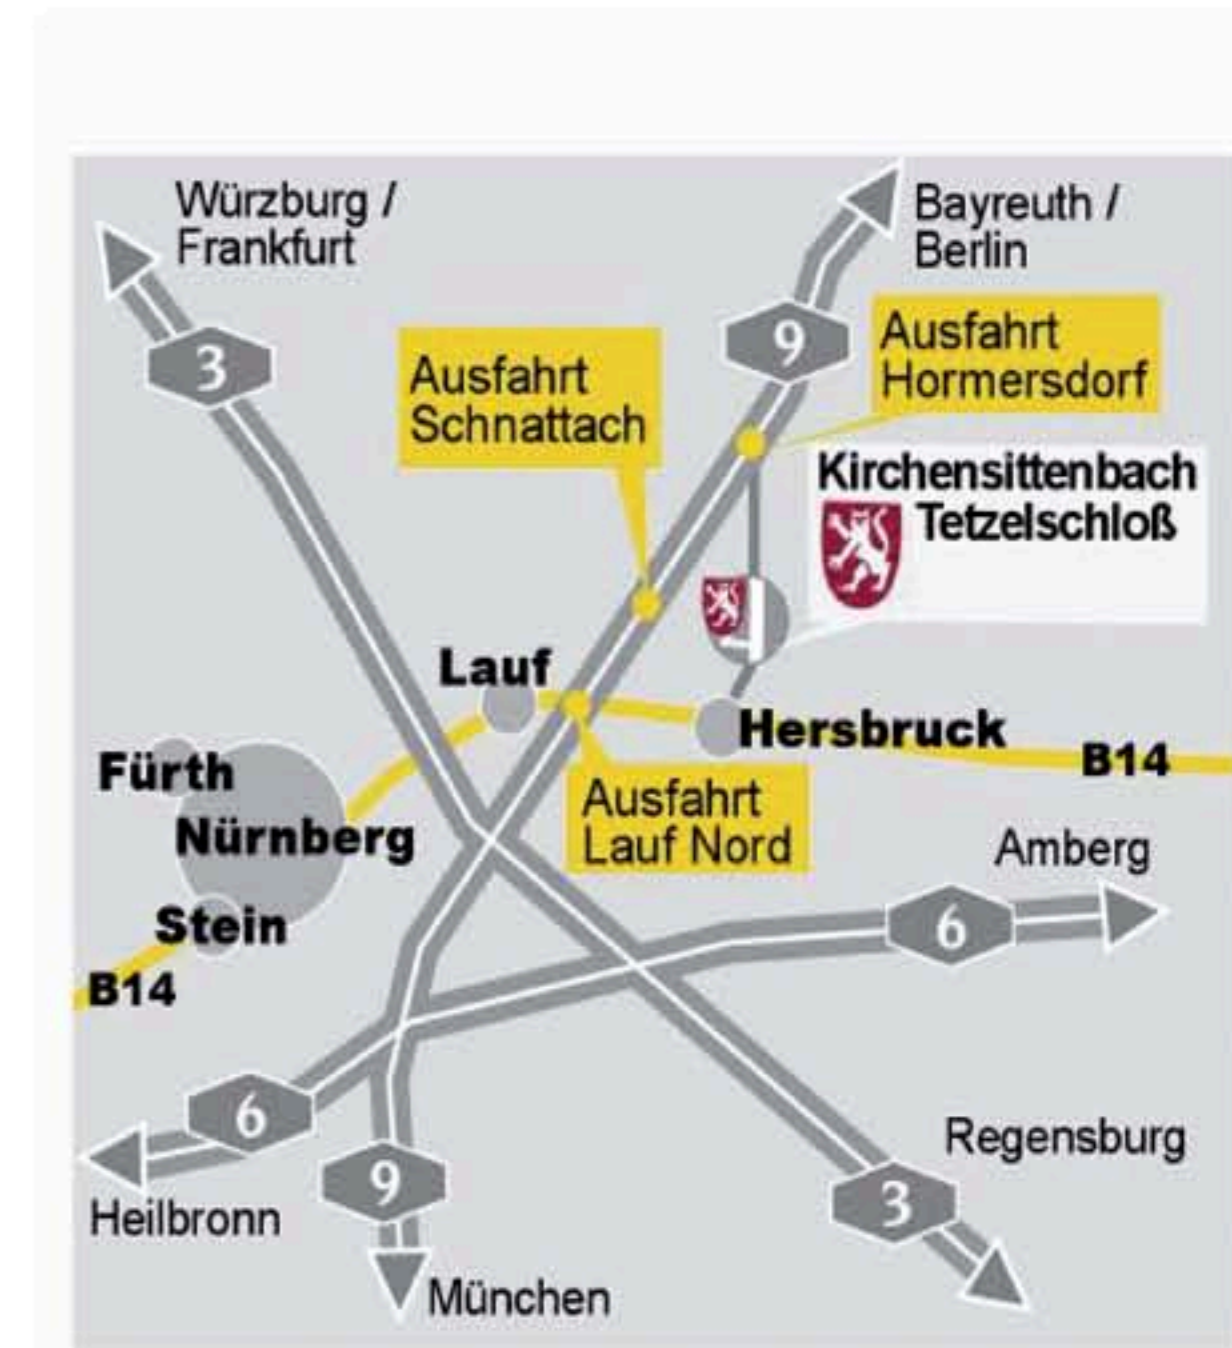 Würzburg /
Frankfurt
Bayreuth /
Berlin
3
9
Ausfahrt
Hormersdorf
Ausfahrt
Schnattach
Kirchensittenbach
Tetzelschloß
Lauf
Hersbruck
B14
Fürth
Nürnberg
Ausfahrt
Lauf Nord
Amberg
Stein
6
B14
6
Regensburg
9
3
Heilbronn
München